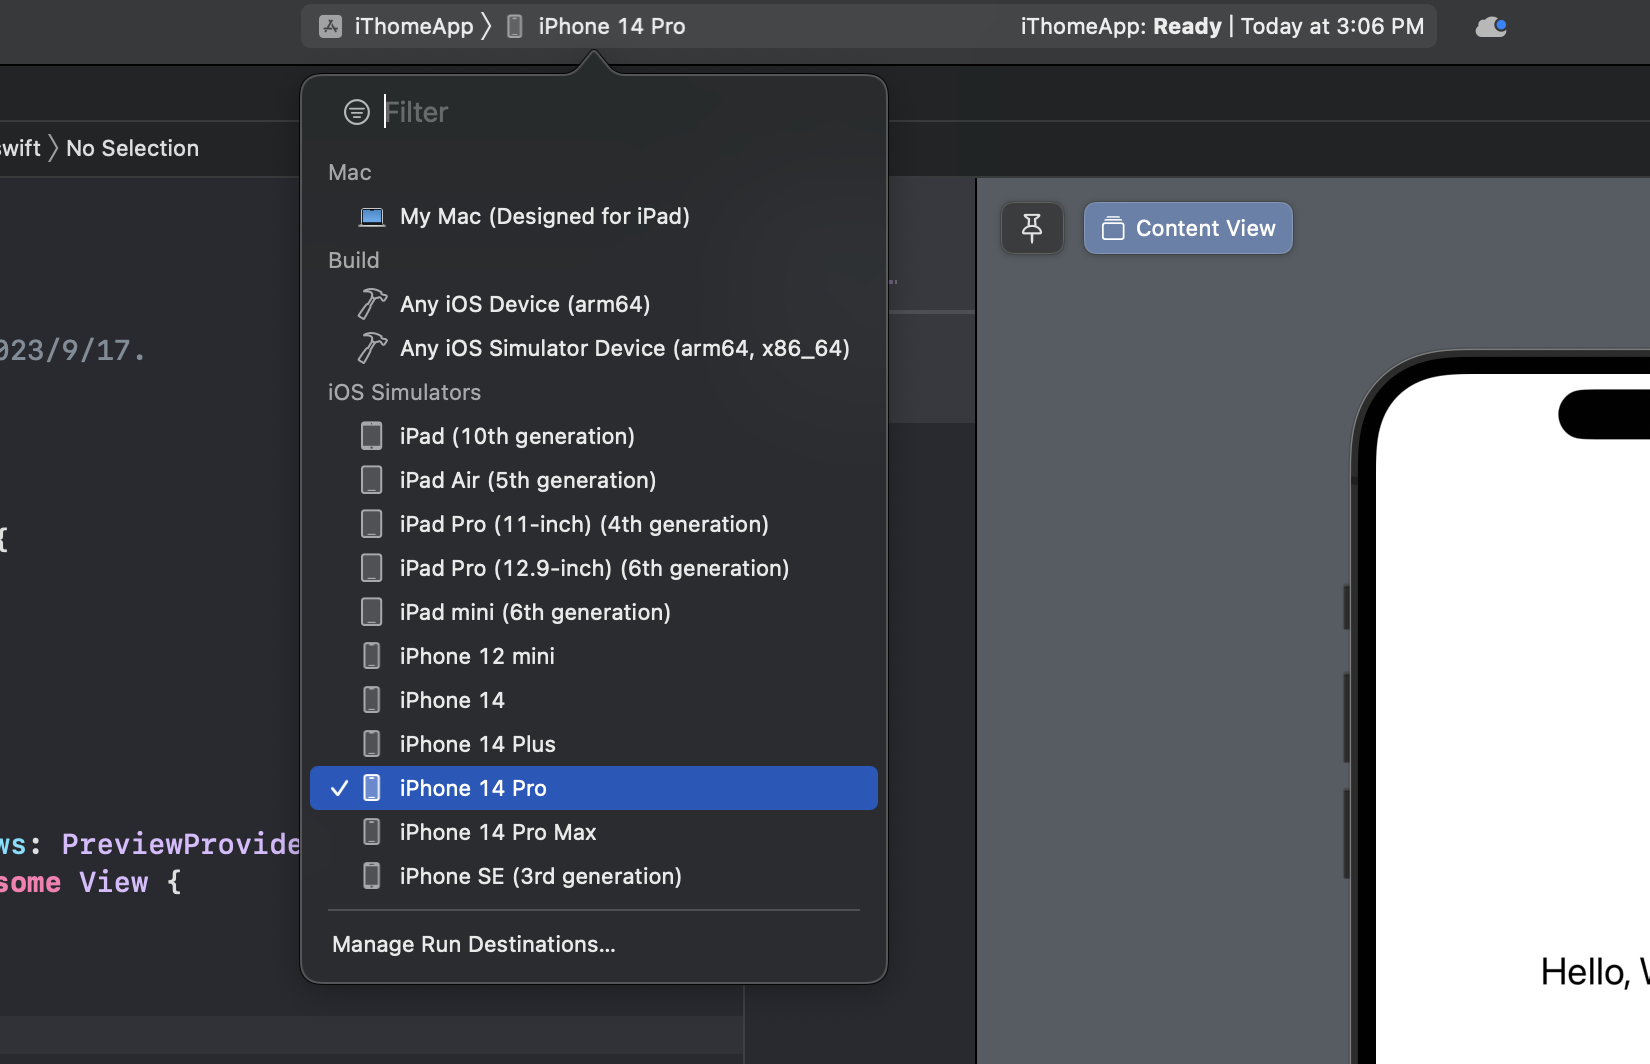 iThomeApp 〉 iPhone 14 Pro
iThomeApp: Ready | Today at 3:06 PM
Filter
swift 〉 No Selection
Mac
My Mac (Designed for iPad)
Content View
Build
Any iOS Device (arm64)
Any iOS Simulator Device (arm64, x86_64)
023/9/17.
iOS Simulators
iPad (10th generation)
iPad Air (5th generation)
iPad Pro (11-inch) (4th generation)
{
iPad Pro (12.9-inch) (6th generation)
iPad mini (6th generation)
iPhone 12 mini
iPhone 14
iPhone 14 Plus
iPhone 14 Pro
iPhone 14 Pro Max
ws: PreviewProvide
iPhone SE (3rd generation)
some View {
Manage Run Destinations...
Hello,